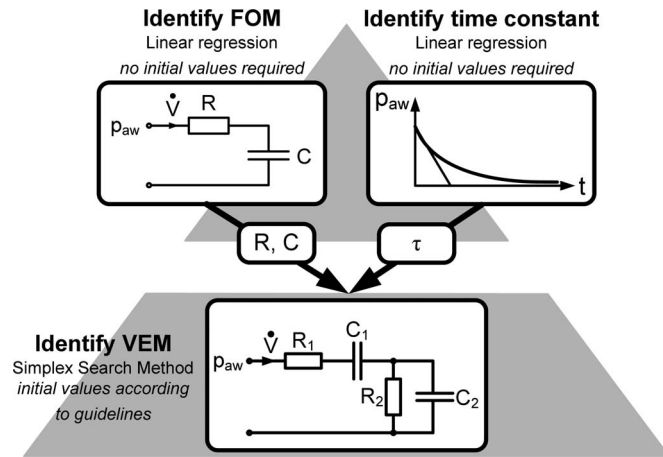 Identify FOM
Linear regression
no initial values required
V̇
R
p_aw
C
Identify time constant
Linear regression
no initial values required
p_aw
t
R, C
τ
Identify VEM
Simplex Search Method
initial values according
to guidelines
V̇
R₁
C₁
p_aw
R₂
C₂